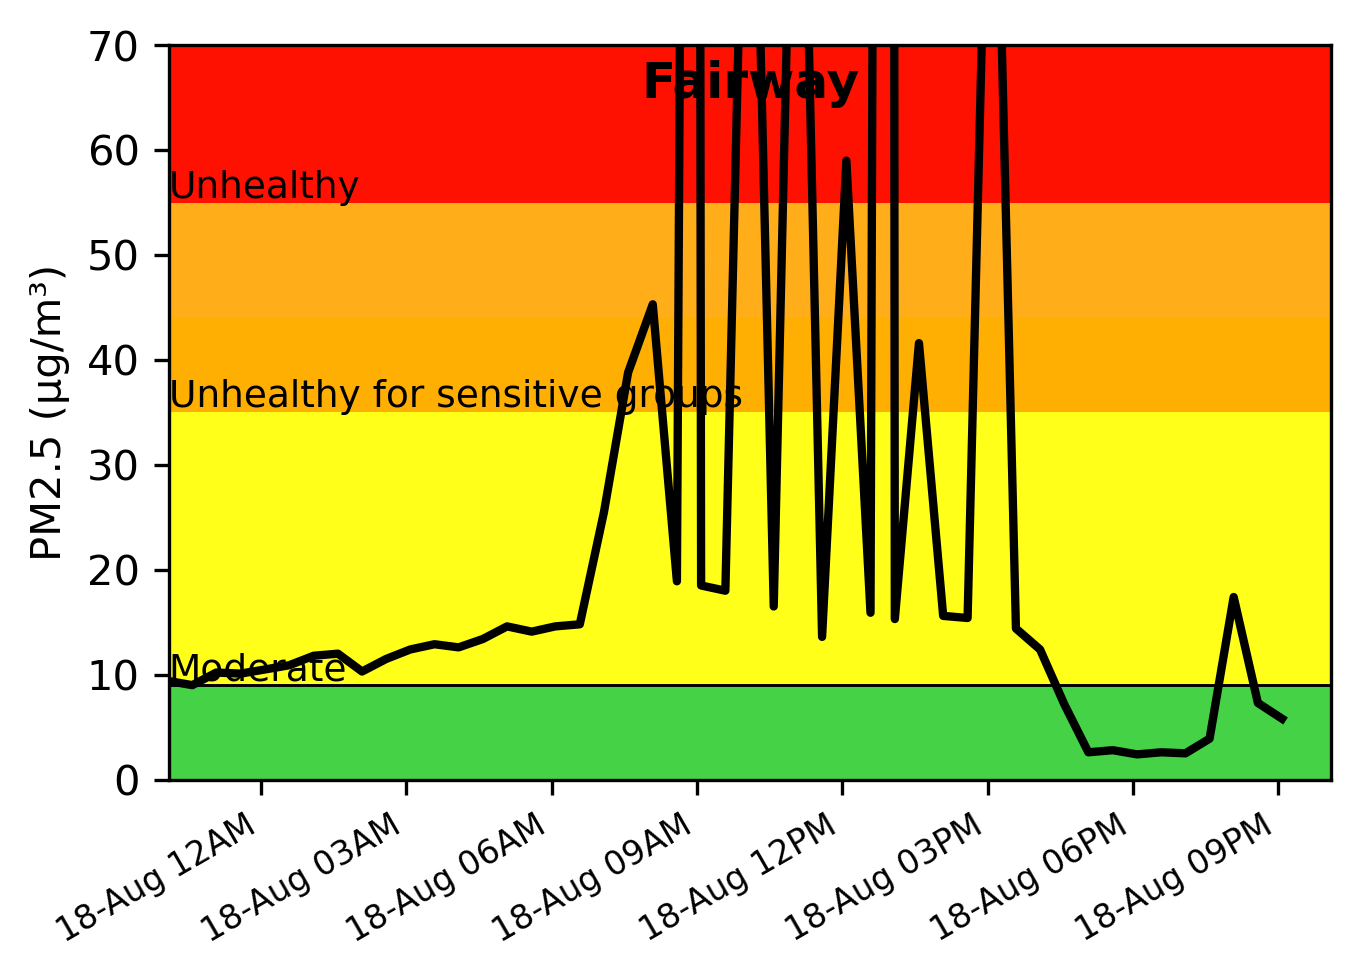 Fairway
PM2.5 (µg/m³)
70
60
50
40
30
20
10
0
Unhealthy
Unhealthy for sensitive groups
Moderate
18-Aug 12AM
18-Aug 03AM
18-Aug 06AM
18-Aug 09AM
18-Aug 12PM
18-Aug 03PM
18-Aug 06PM
18-Aug 09PM